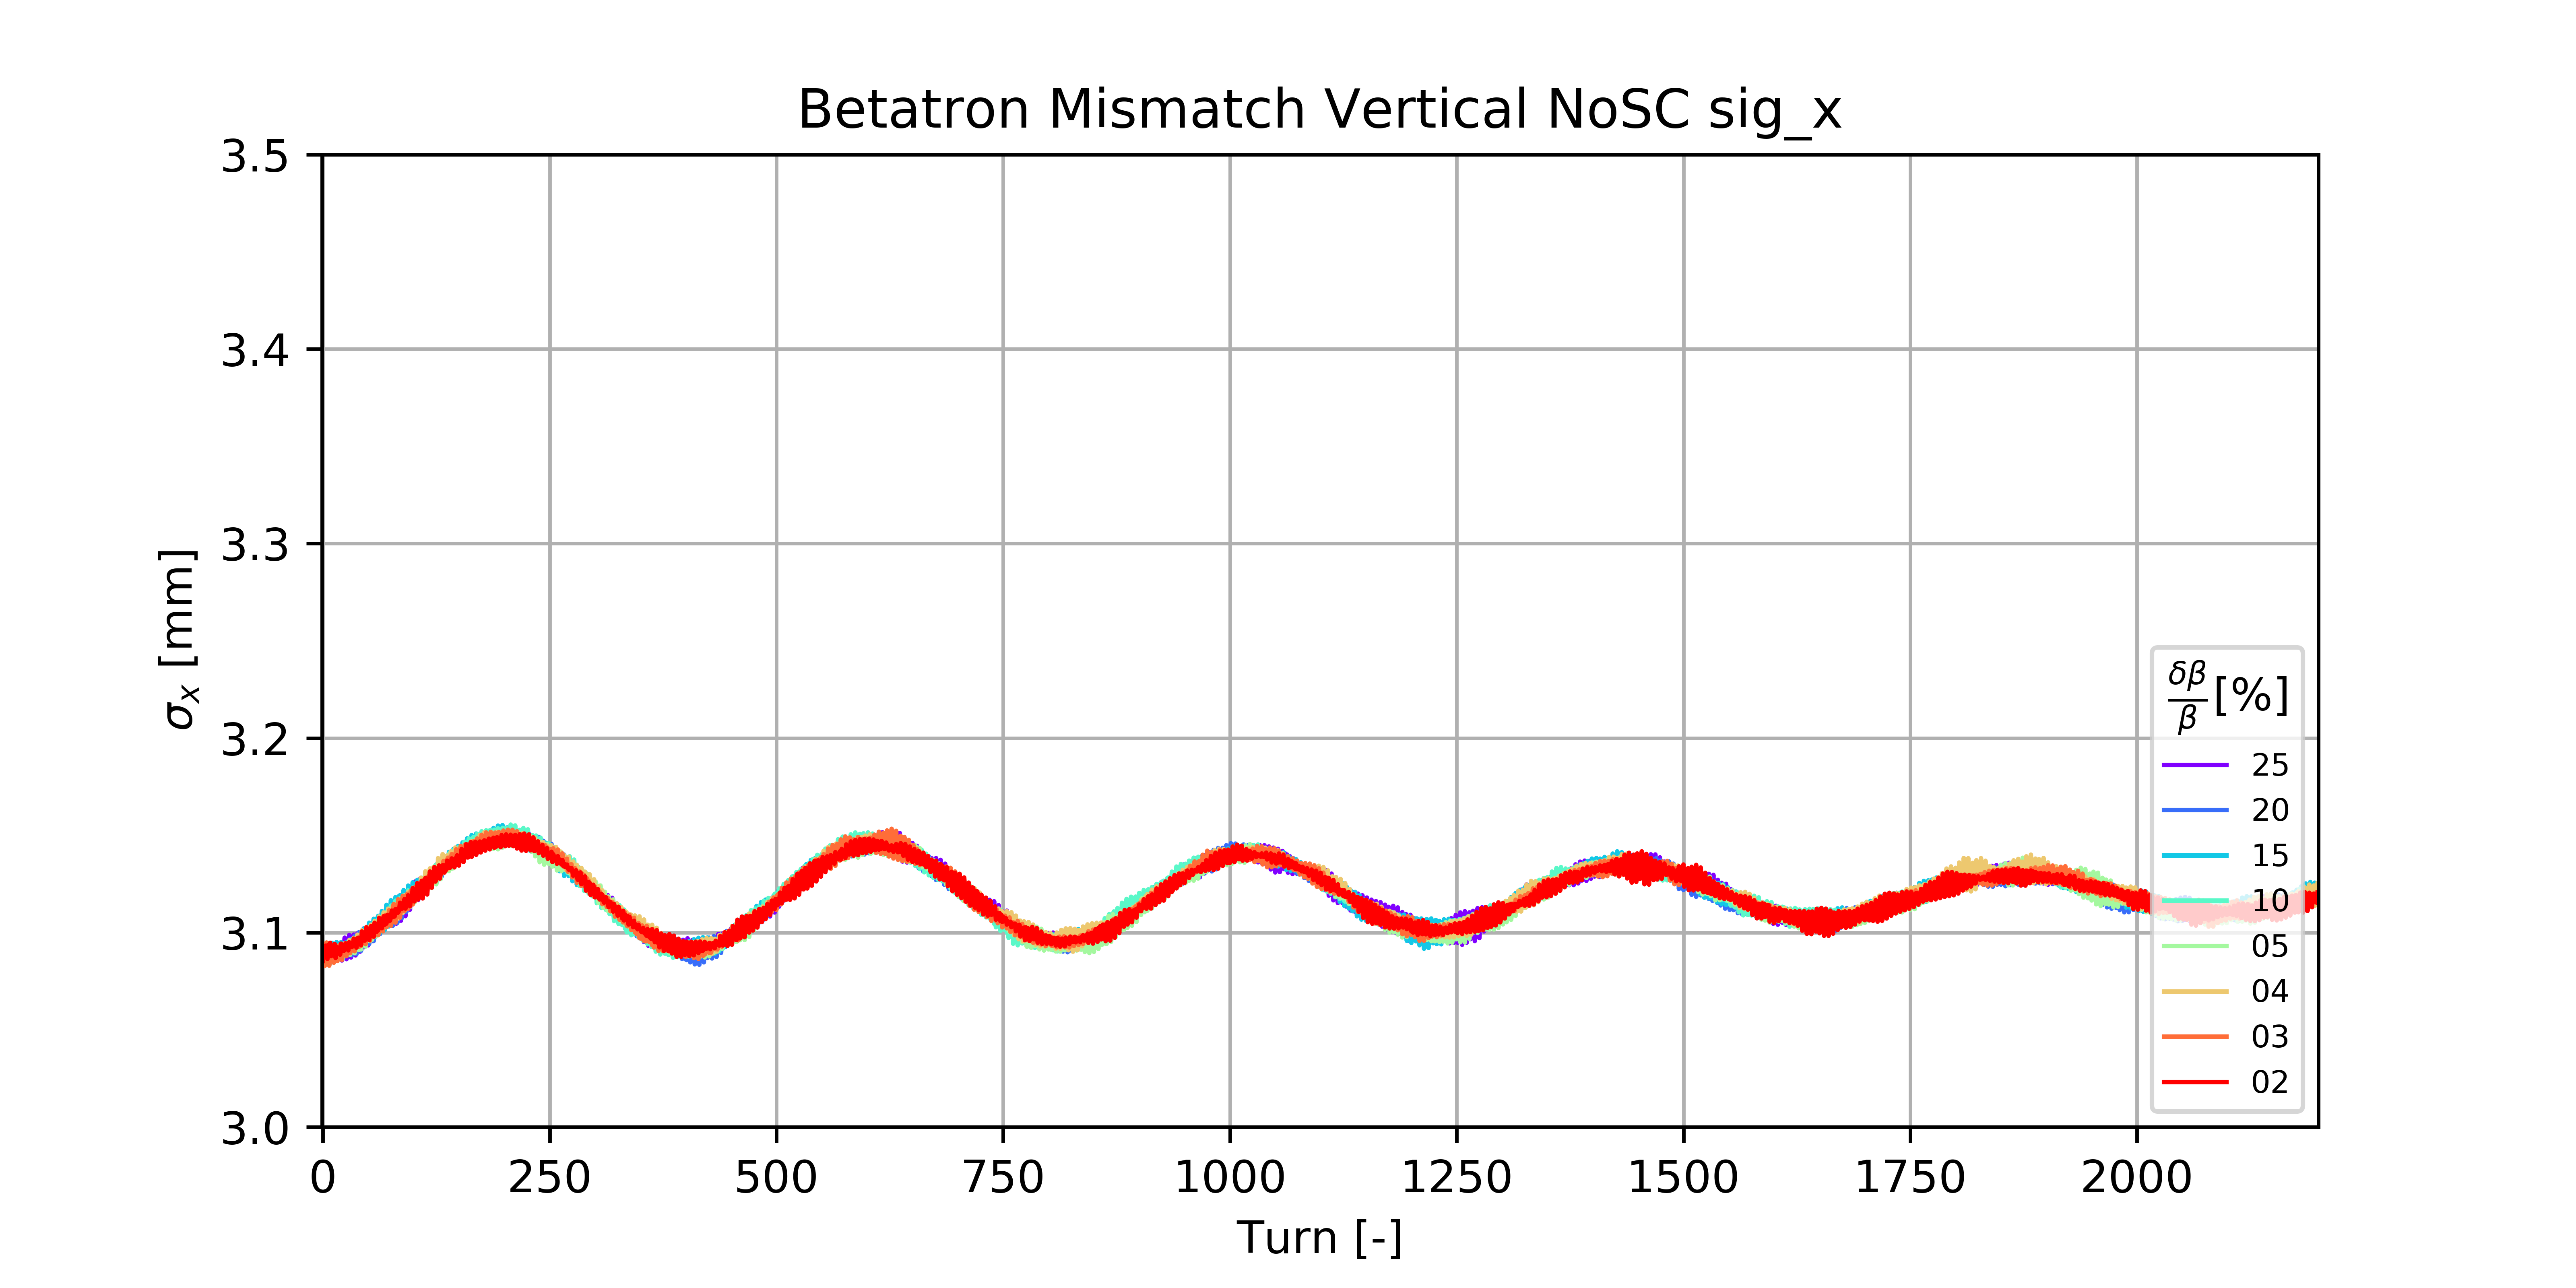 Betatron Mismatch Vertical NoSC sig_x
3.5
3.4
3.3
3.2
3.1
3.0
σx [mm]
0 250 500 750 1000 1250 1500 1750 2000
Turn [-]
δβ/β [%]
25
20
15
10
05
04
03
02